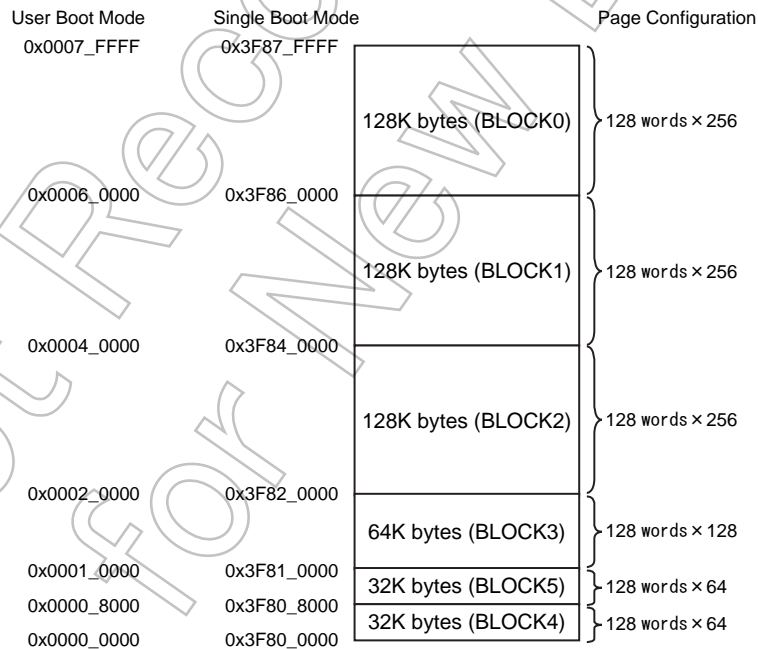 User Boot Mode Single Boot Mode Page Configuration
0x0007_FFFF 0x3F87_FFFF
128K bytes (BLOCK0) 128 words×256
0x0006_0000 0x3F86_0000
128K bytes (BLOCK1) 128 words×256
0x0004_0000 0x3F84_0000
128K bytes (BLOCK2) 128 words×256
0x0002_0000 0x3F82_0000
64K bytes (BLOCK3) 128 words×128
0x0001_0000 0x3F81_0000
32K bytes (BLOCK5) 128 words×64
0x0000_8000 0x3F80_8000
32K bytes (BLOCK4) 128 words×64
0x0000_0000 0x3F80_0000
for New